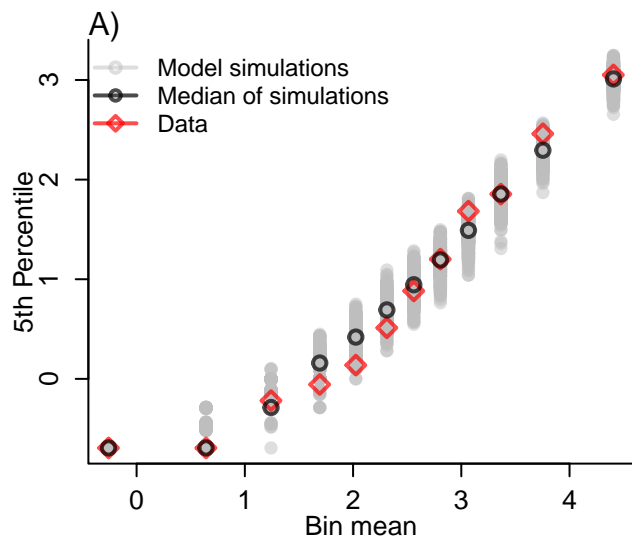 A)
Model simulations
Median of simulations
Data
5th Percentile
3
2
1
0
0 1 2 3 4
Bin mean